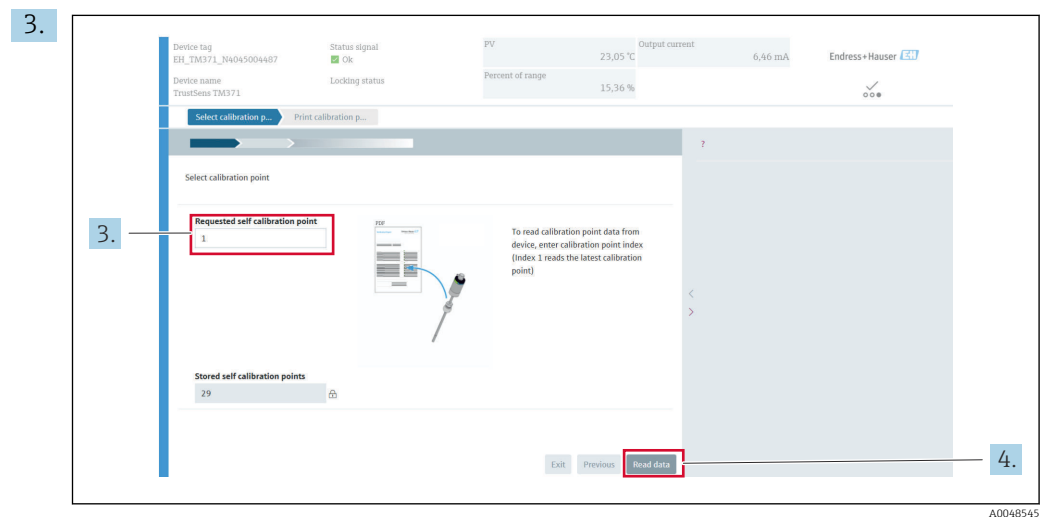 3.
Device tag
EH_TM371_N4045004487
Status signal
Ok
PV
23,05 °C
Output current
6,46 mA
Endress+Hauser EH
Device name
TrustSens TM371
Locking status
Percent of range
15,36 %
Select calibration p...
Print calibration p...
?
Select calibration point
3.
Requested self calibration point
1
PDF
To read calibration point data from
device, enter calibration point index
(Index 1 reads the latest calibration
point)
<
>
Stored self calibration points
29
Exit
Previous
Read data
4.
A0048545